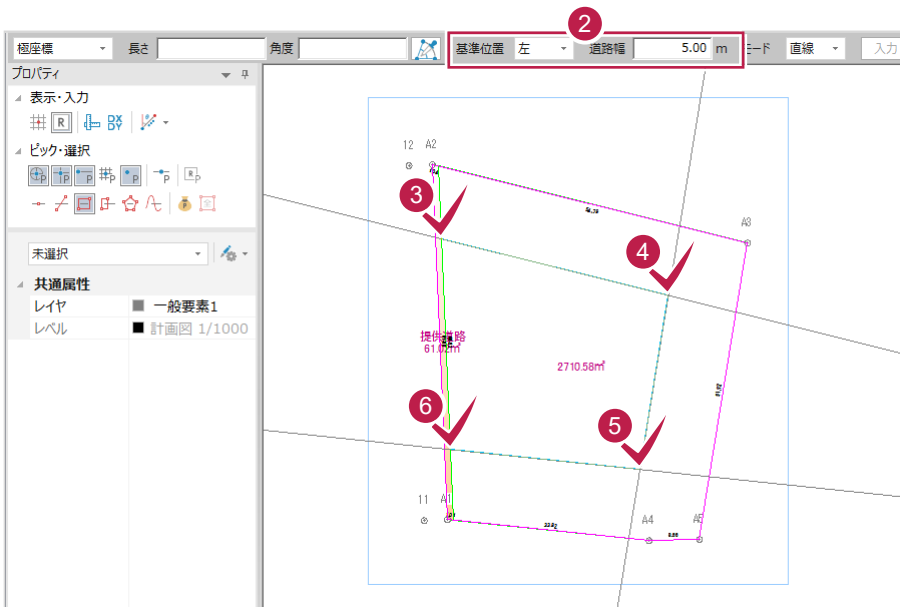 2
極座標 長さ 角度 基準位置 左 道路幅 5.00 m モード 直線 入力
プロパティ
表示・入力
R DX DY
ピック・選択
未選択
共通属性
レイヤ 一般要素1
レベル 計画図 1/1000
12 A2
3
A3
4
提供道路
61.02㎡
2710.58㎡
6
5
11 A1
A4 A5